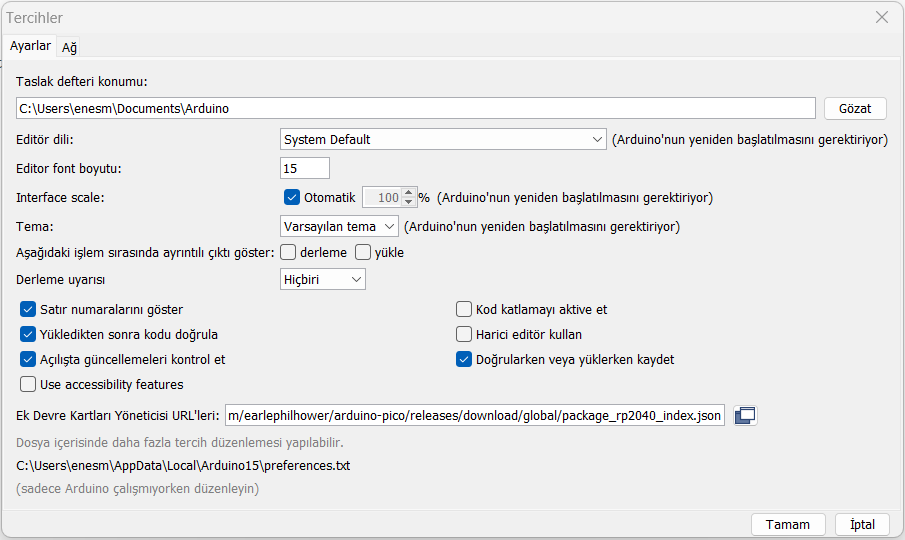 Tercihler
Ayarlar Ağ
Taslak defteri konumu:
C:\Users\enesm\Documents\Arduino Gözat
Editör dili: System Default (Arduino'nun yeniden başlatılmasını gerektiriyor)
Editor font boyutu: 15
Interface scale: Otomatik 100 % (Arduino'nun yeniden başlatılmasını gerektiriyor)
Tema: Varsayılan tema (Arduino'nun yeniden başlatılmasını gerektiriyor)
Aşağıdaki işlem sırasında ayrıntılı çıktı göster: derleme yükle
Derleme uyarısı Hiçbiri
Satır numaralarını göster Kod katlamayı aktive et
Yükledikten sonra kodu doğrula Harici editör kullan
Açılışta güncellemeleri kontrol et Doğrularken veya yüklerken kaydet
Use accessibility features
Ek Devre Kartları Yöneticisi URL'leri: m/earlephilhower/arduino-pico/releases/download/global/package_rp2040_index.json
Dosya içerisinde daha fazla tercih düzenlemesi yapılabilir.
C:\Users\enesm\AppData\Local\Arduino15\preferences.txt
(sadece Arduino çalışmıyorken düzenleyin)
Tamam İptal